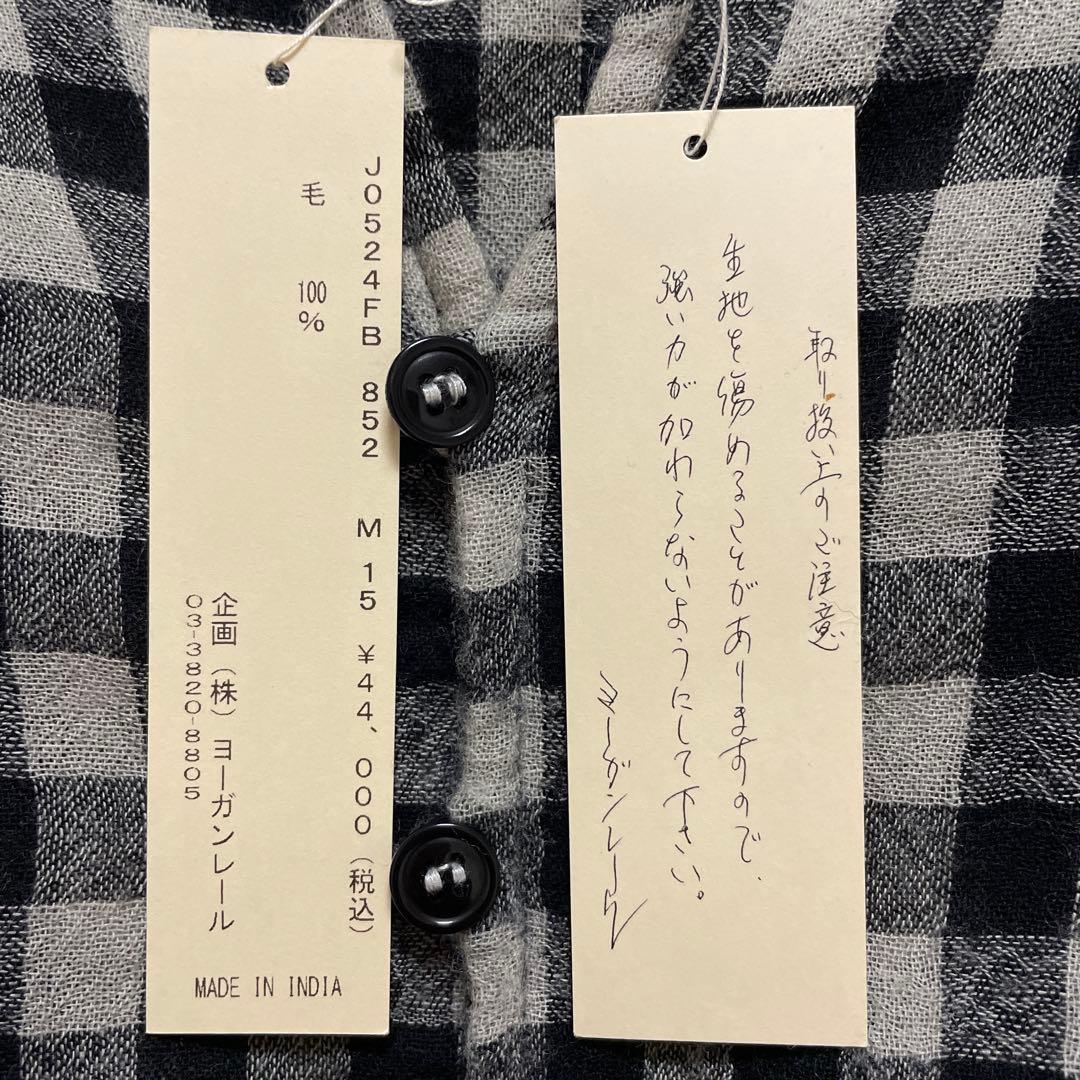 J0524FB 852 M 15 ¥44、000(税込)
毛 100%
企画(株)ヨーガンレール
03-3820-8805
MADE IN INDIA
取り扱い上のご注意
生地を傷めることがありますので、
強い力が加わらないようにして下さい。
ヨーガンレール